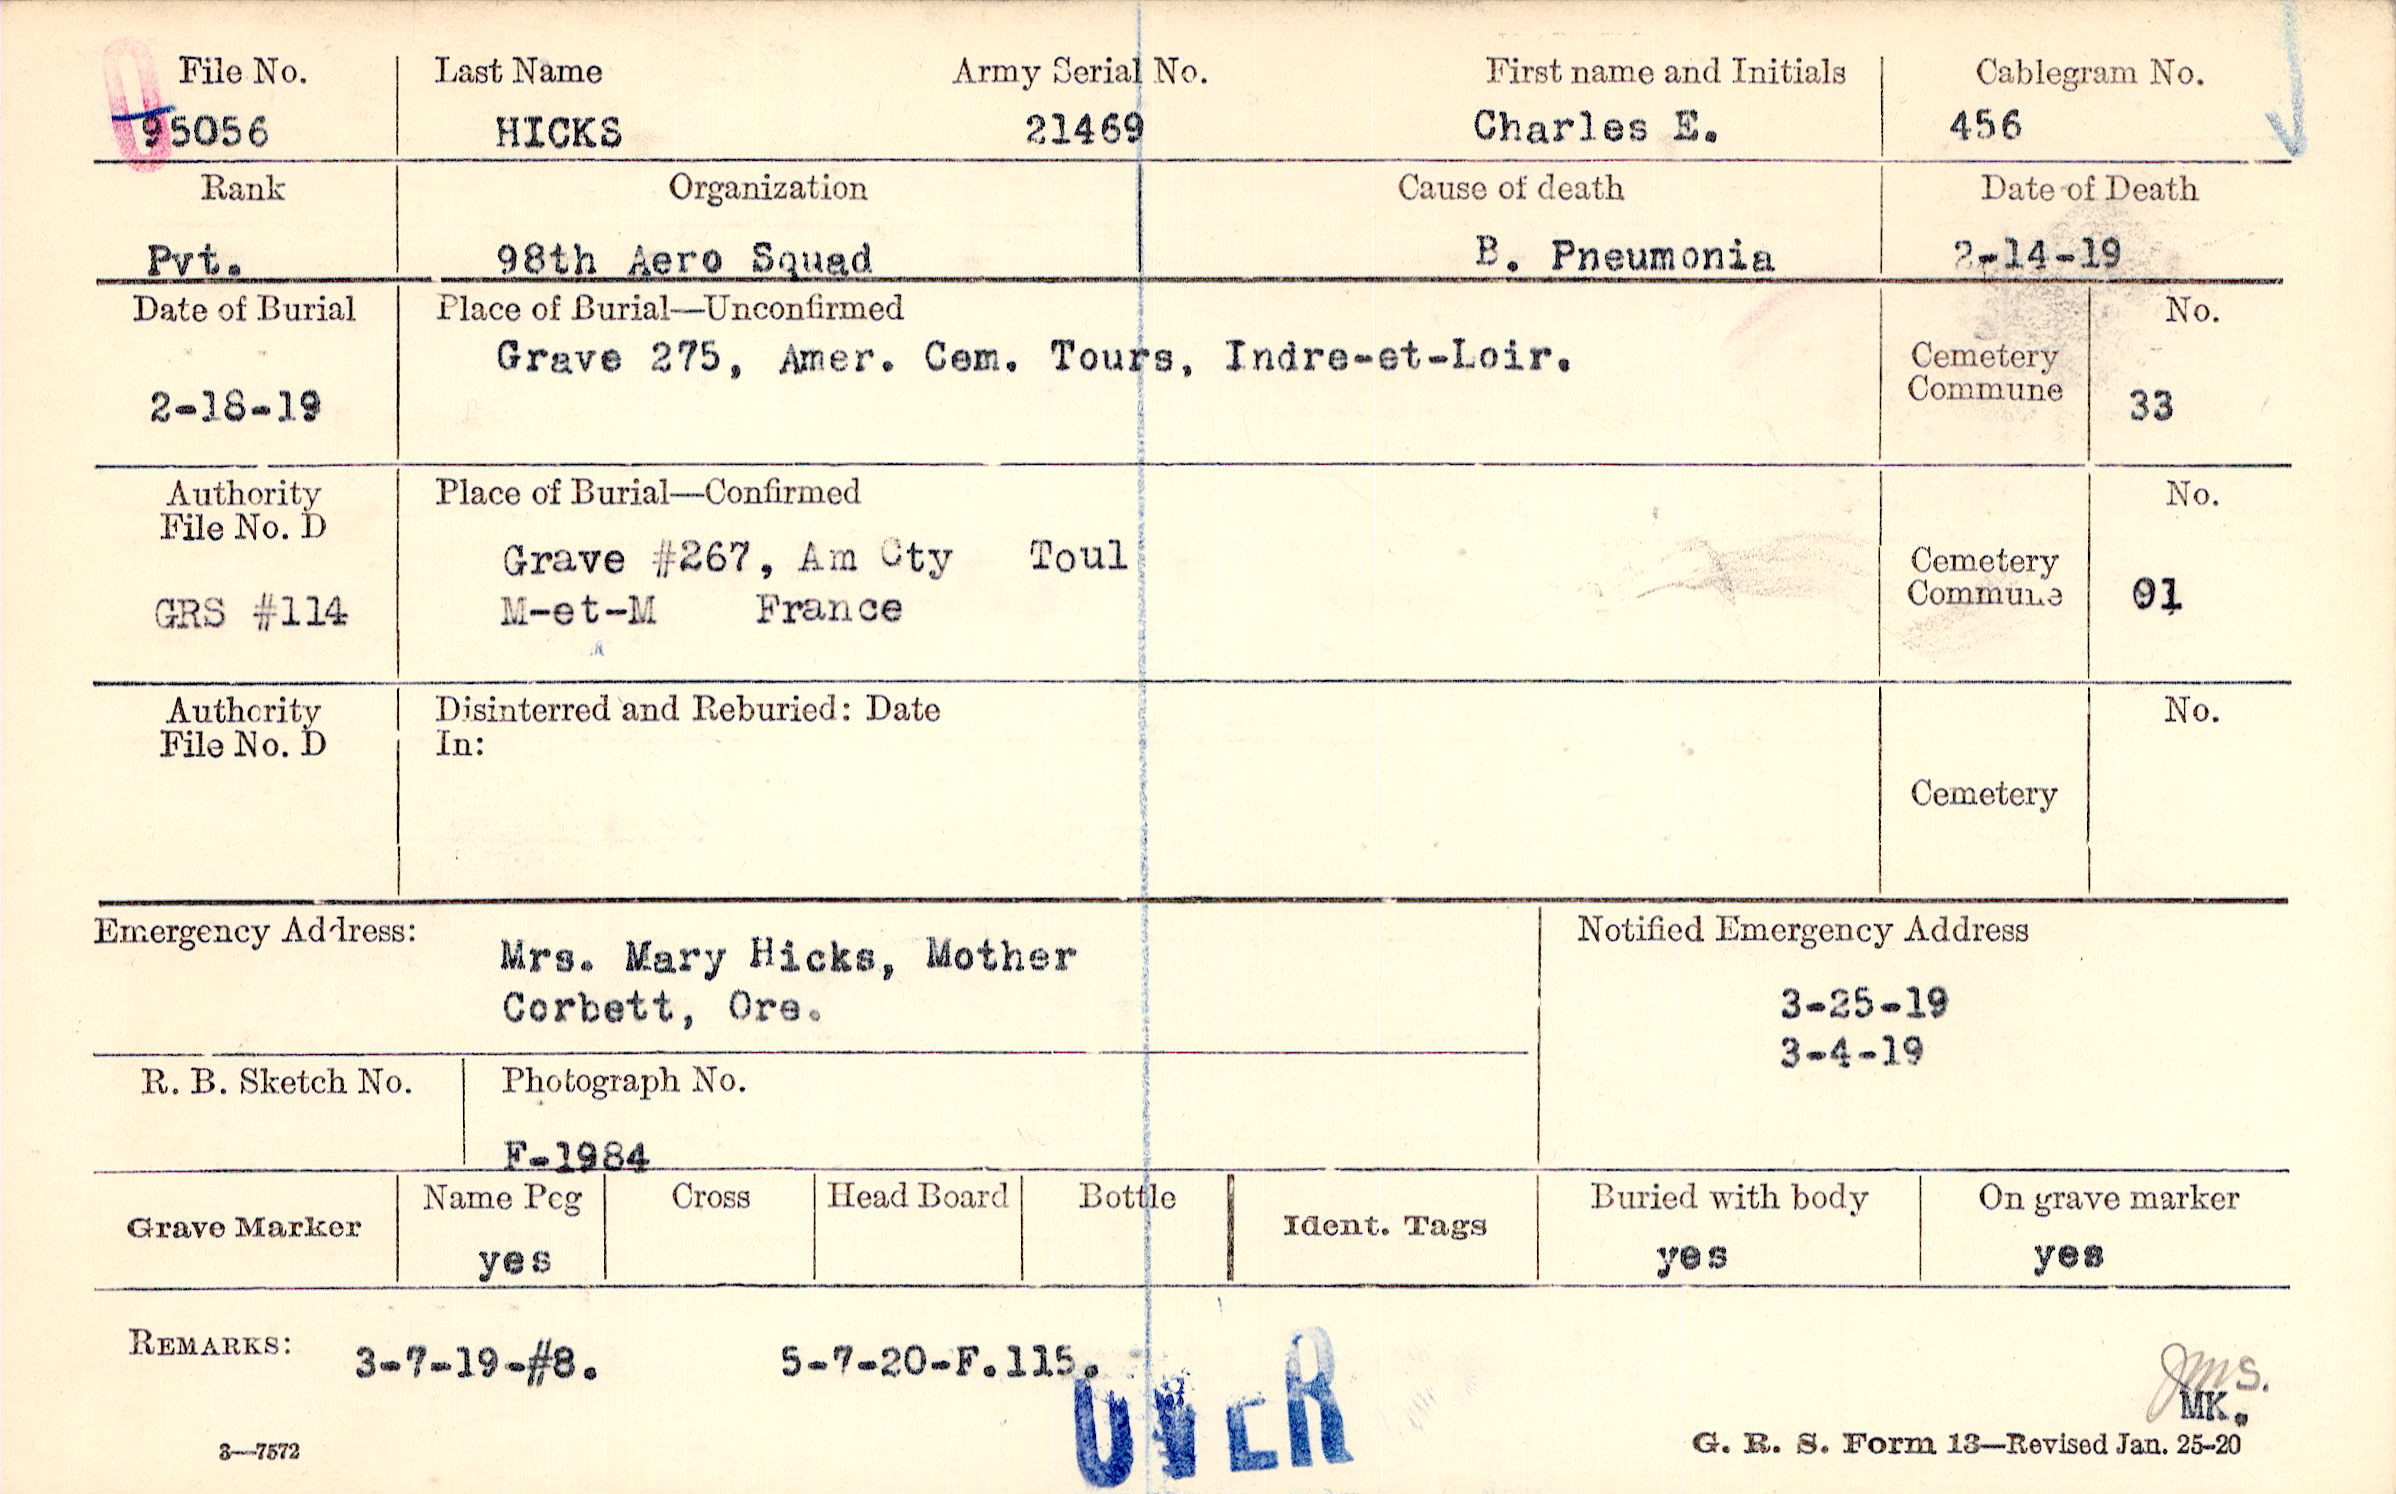 File No. Last Name Army Serial No. First name and Initials Cablegram No.
95056 HICKS 21469 Charles E. 456
Rank Organization Cause of death Date of Death
Pvt. 98th Aero Squad B. Pneumonia 2-14-19
Date of Burial Place of Burial—Unconfirmed No.
Grave 275, Amer. Cem. Tours, Indre-et-Loir.
Cemetery
Commune
2-18-19 33
Authority Place of Burial—Confirmed No.
File No. D
Grave #267, Am Cty Toul
Cemetery
Commune
GRS #114 M-et-M France 91
Authority Disinterred and Reburied: Date No.
File No. D In:
Cemetery
Emergency Address: Notified Emergency Address
Mrs. Mary Hicks, Mother
Corbett, Ore.
3-25-19
3-4-19
R. B. Sketch No. Photograph No.
F-1984
Grave Marker Name Peg Cross Head Board Bottle Ident. Tags Buried with body On grave marker
yes yes yes
REMARKS: 3-7-19-#8. 5-7-20-F.115.
OVER
JMS.
MK.
3—7572 G. R. S. Form 13—Revised Jan. 25-20